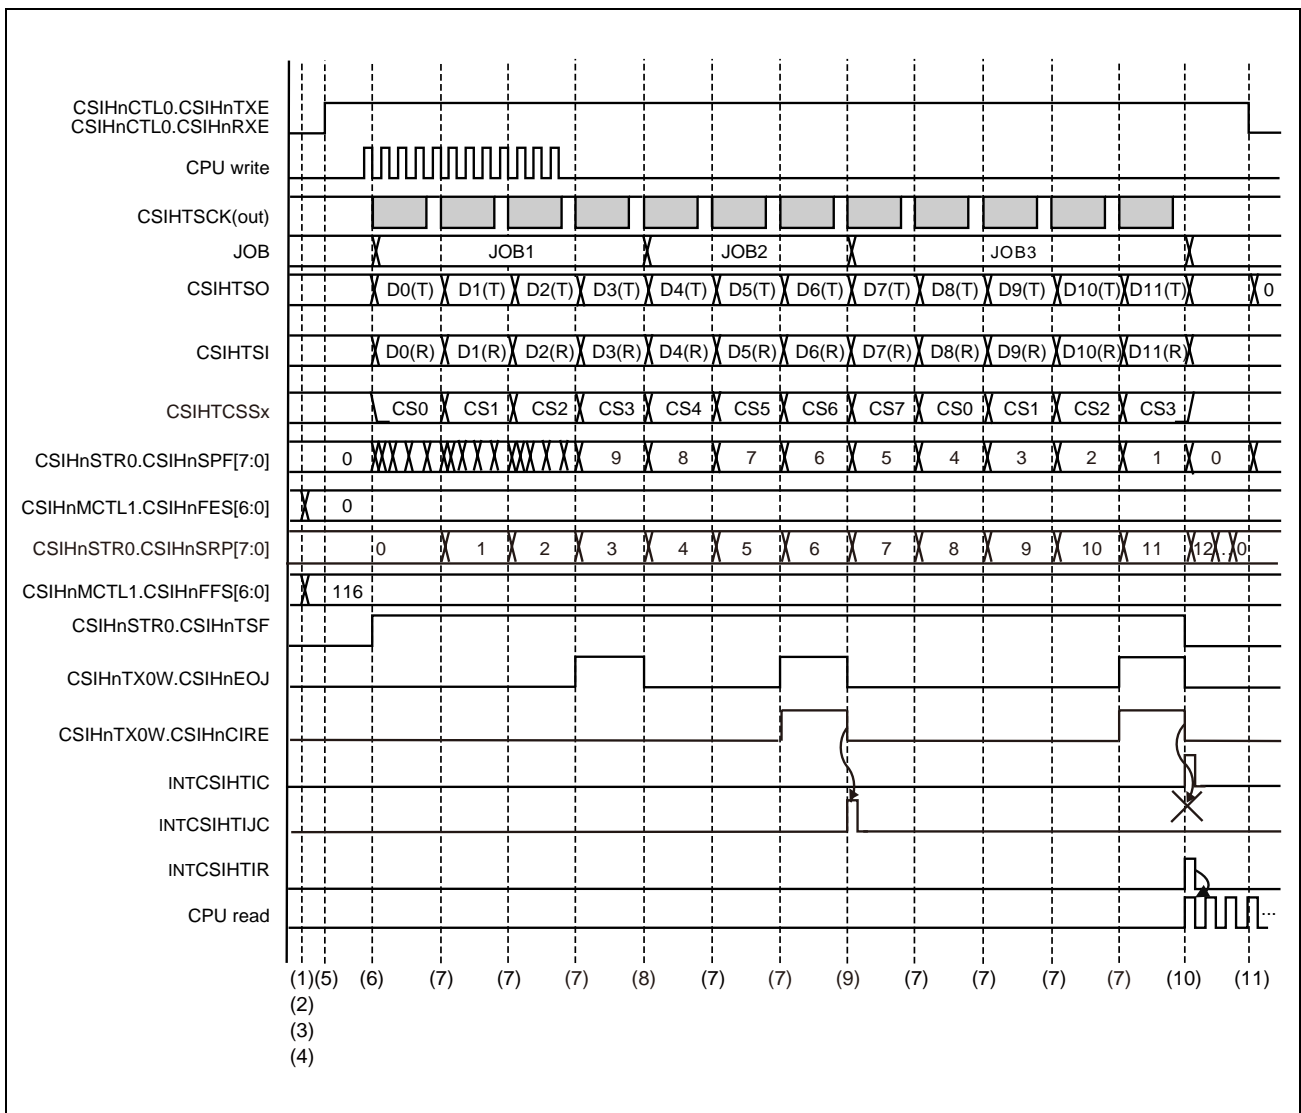 CSIHnCTL0.CSIHnTXE
CSIHnCTL0.CSIHnRXE
CPU write
CSIHTSCK(out)
JOB JOB1 JOB2 JOB3
CSIHTSO D0(T) D1(T) D2(T) D3(T) D4(T) D5(T) D6(T) D7(T) D8(T) D9(T) D10(T) D11(T) 0
CSIHTSI D0(R) D1(R) D2(R) D3(R) D4(R) D5(R) D6(R) D7(R) D8(R) D9(R) D10(R) D11(R)
CSIHTCSSx CS0 CS1 CS2 CS3 CS4 CS5 CS6 CS7 CS0 CS1 CS2 CS3
CSIHnSTR0.CSIHnSPF[7:0] 0 9 8 7 6 5 4 3 2 1 0
CSIHnMCTL1.CSIHnFES[6:0] 0
CSIHnSTR0.CSIHnSRP[7:0] 0 1 2 3 4 5 6 7 8 9 10 11 12 .. 0
CSIHnMCTL1.CSIHnFFS[6:0] 116
CSIHnSTR0.CSIHnTSF
CSIHnTX0W.CSIHnEOJ
CSIHnTX0W.CSIHnCIRE
INTCSIHTIC
INTCSIHTIJC
INTCSIHTIR
CPU read ...
(1) (5) (6) (7) (7) (7) (8) (7) (7) (9) (7) (7) (7) (7) (10) (11)
(2)
(3)
(4)